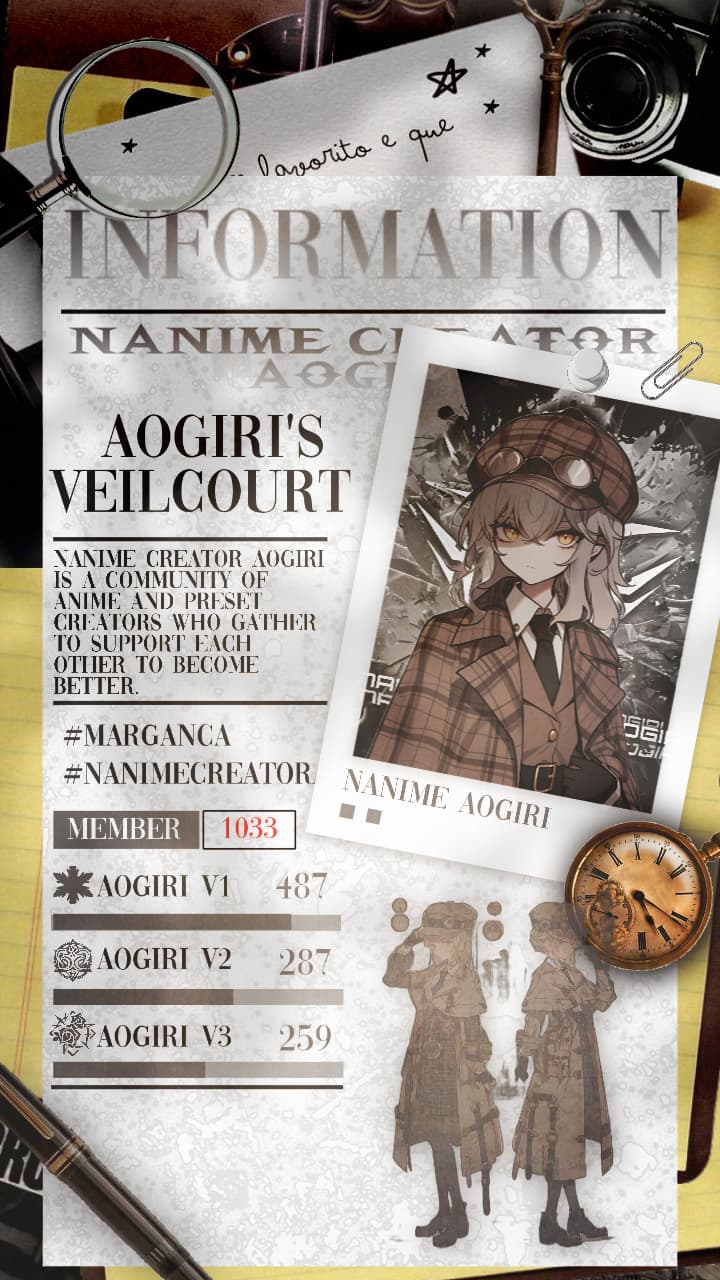 lavorito e que
INFORMATION
NANIME CREATOR
AOGI
AOGIRI'S
VEILCOURT
NANIME CREATOR AOGIRI
IS A COMMUNITY OF
ANIME AND PRESET
CREATORS WHO GATHER
TO SUPPORT EACH
OTHER TO BECOME
BETTER.
#MARGANCA
#NANIMECREATOR
NANIME AOGIRI
MEMBER 1033
AOGIRI V1 487
AOGIRI V2 287
AOGIRI V3 259